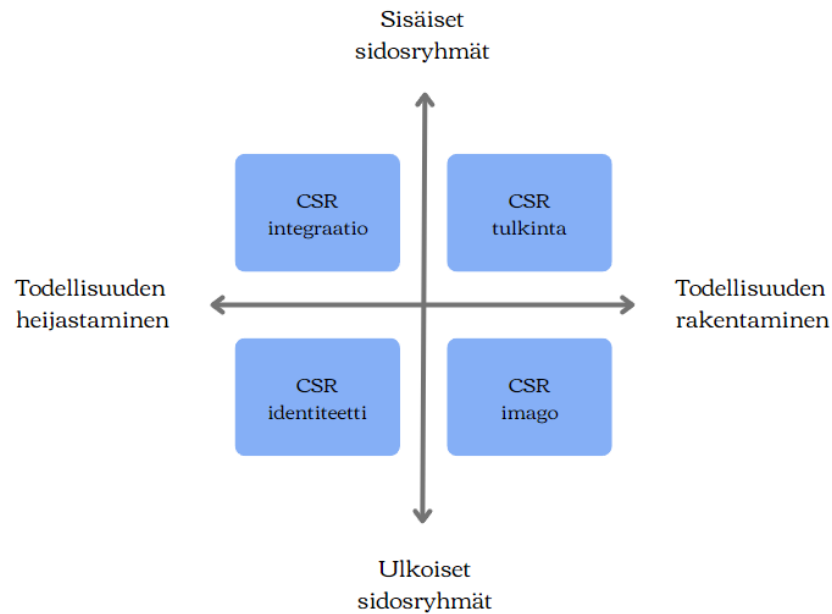 Sisäiset
sidosryhmät
CSR
integraatio
CSR
tulkinta
Todellisuuden
heijastaminen
Todellisuuden
rakentaminen
CSR
identiteetti
CSR
imago
Ulkoiset
sidosryhmät